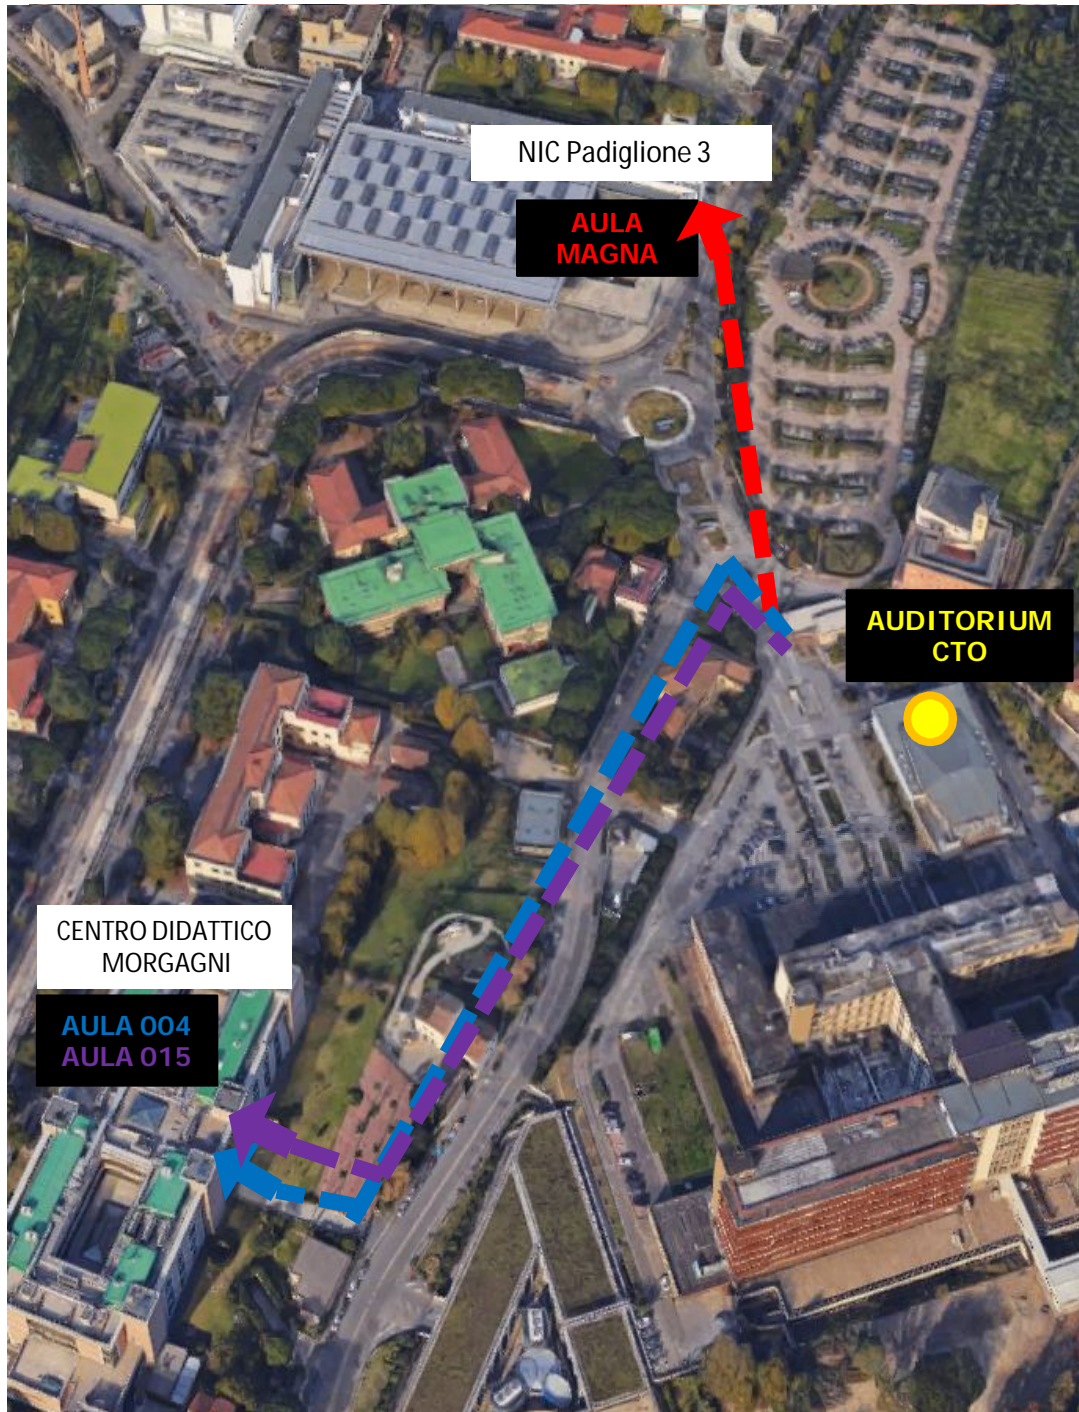 NIC Padiglione 3
AULA
MAGNA
AUDITORIUM
CTO
CENTRO DIDATTICO
MORGAGNI
AULA 004
AULA 015